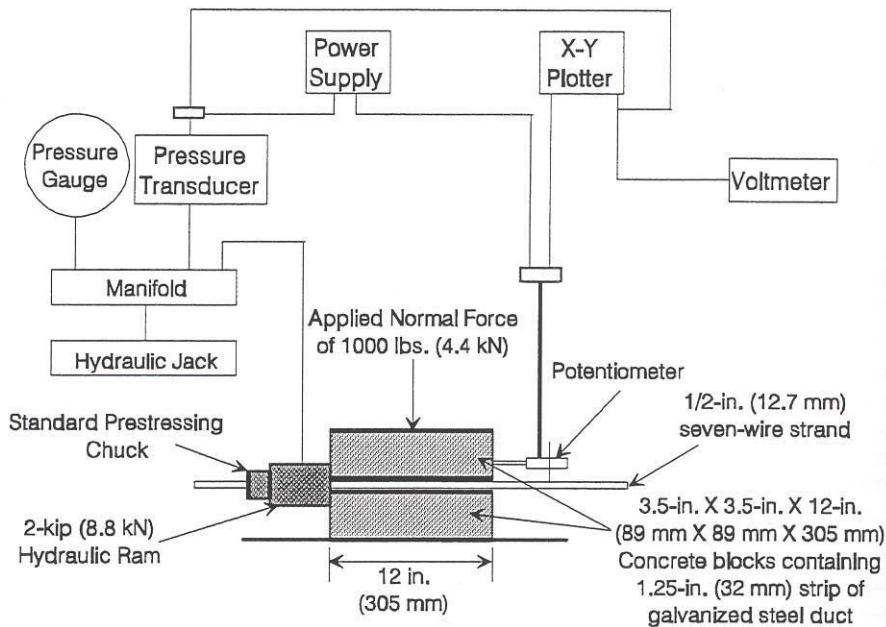 Power
Supply
X-Y
Plotter
Pressure
Gauge
Pressure
Transducer
Voltmeter
Manifold
Hydraulic Jack
Applied Normal Force
of 1000 lbs. (4.4 kN)
Potentiometer
1/2-in. (12.7 mm)
seven-wire strand
Standard Prestressing
Chuck
2-kip (8.8 kN)
Hydraulic Ram
12 in.
(305 mm)
3.5-in. X 3.5-in. X 12-in.
(89 mm X 89 mm X 305 mm)
Concrete blocks containing
1.25-in. (32 mm) strip of
galvanized steel duct